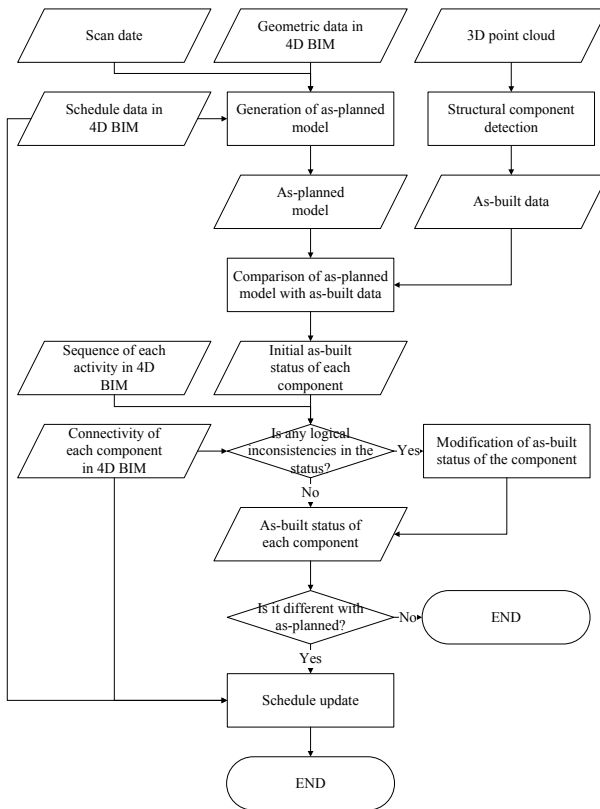 Scan date
Geometric data in
4D BIM
3D point cloud
Schedule data in
4D BIM
Generation of as-planned
model
Structural component
detection
As-planned
model
As-built data
Comparison of as-planned
model with as-built data
Sequence of each
activity in 4D
BIM
Initial as-built
status of each
component
Connectivity of
each component
in 4D BIM
Is any logical
inconsistencies in the
status?
Yes
Modification of as-built
status of the component
No
As-built status of
each component
Is it different with
as-planned?
No
END
Yes
Schedule update
END